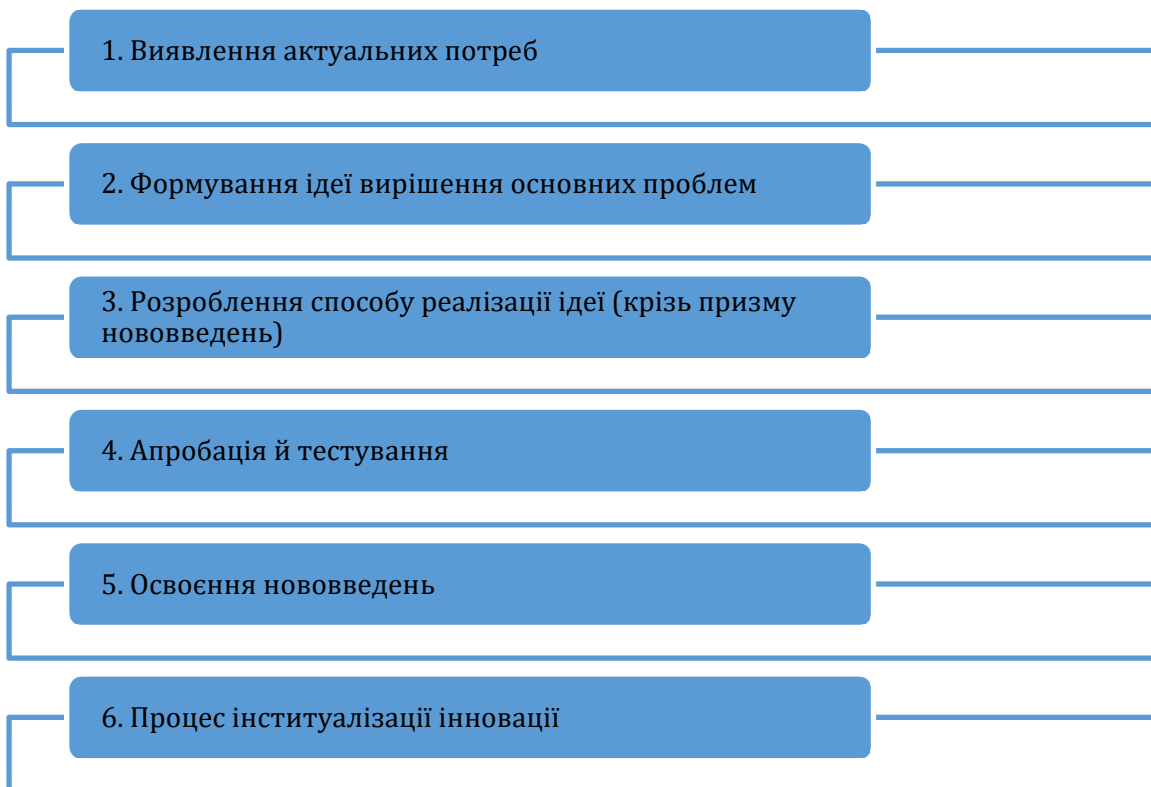 1. Виявлення актуальних потреб
2. Формування ідеї вирішення основних проблем
3. Розроблення способу реалізації ідеї (крізь призму
нововведень)
4. Апробація й тестування
5. Освоєння нововведень
6. Процес інституалізації інновації